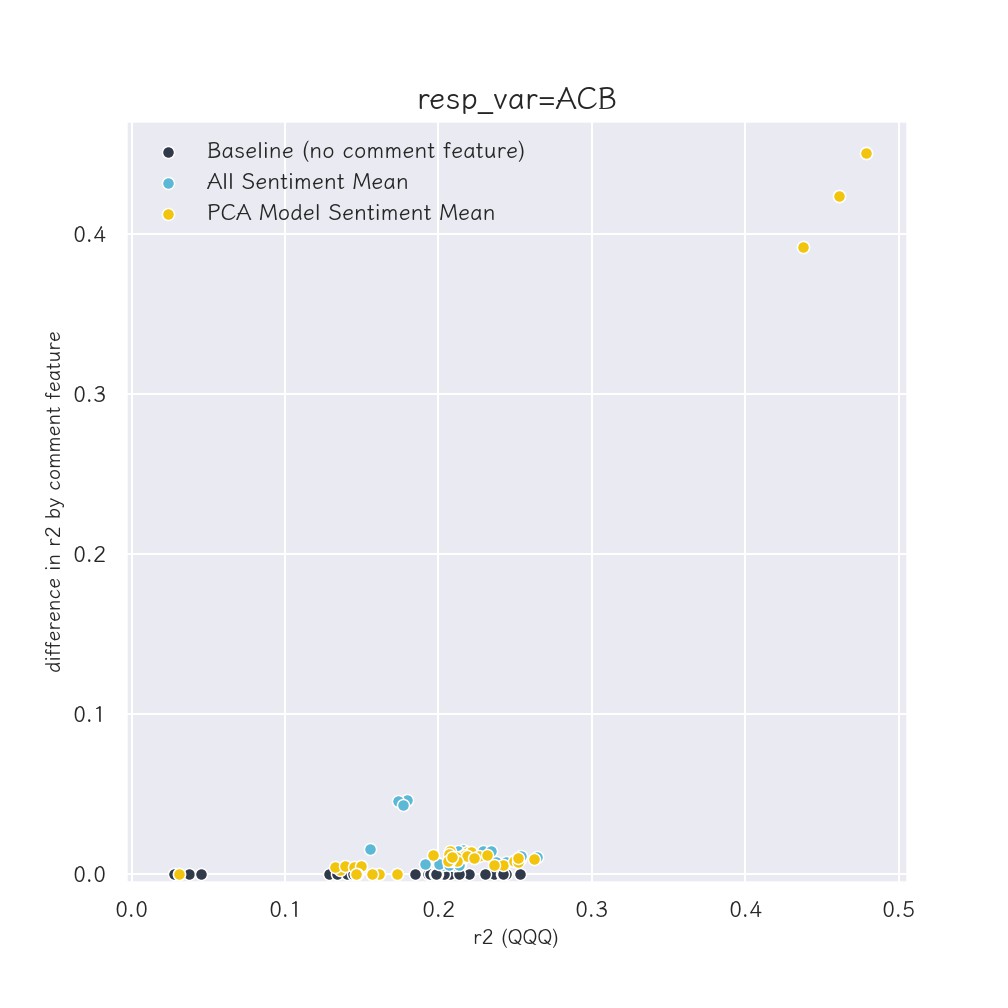 resp_var=ACB
Baseline (no comment feature)
All Sentiment Mean
PCA Model Sentiment Mean
difference in r2 by comment feature
0.4
0.3
0.2
0.1
0.0
0.0 0.1 0.2 0.3 0.4 0.5
r2 (QQQ)